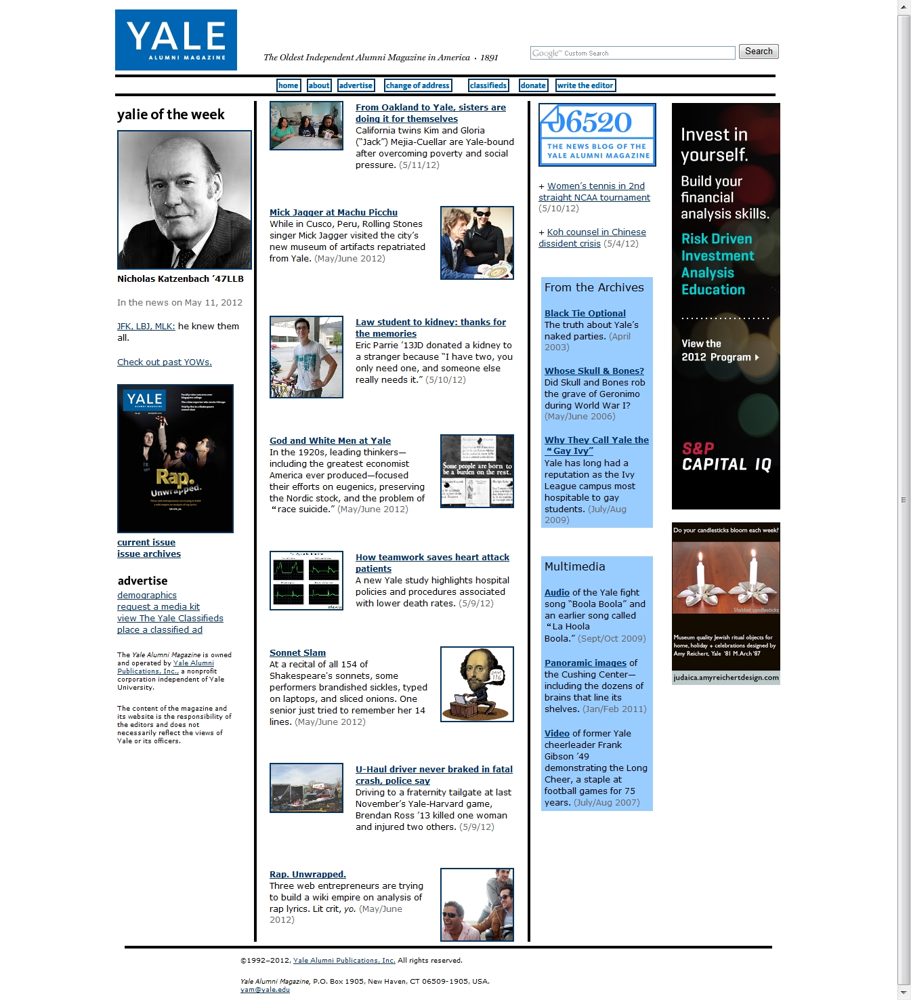 YALE
ALUMNI MAGAZINE
The Oldest Independent Alumni Magazine in America · 1891
Google™ Custom Search
Search
home
about
advertise
change of address
classifieds
donate
write the editor
yalie of the week
Nicholas Katzenbach ’47LLB
In the news on May 11, 2012
JFK, LBJ, MLK: he knew them
all.
Check out past YOWs.
YALE
ALUMNI MAGAZINE
Rap.
Unwrapped.
current issue
issue archives
advertise
demographics
request a media kit
view The Yale Classifieds
place a classified ad
The Yale Alumni Magazine is owned
and operated by Yale Alumni
Publications, Inc., a nonprofit
corporation independent of Yale
University.
The content of the magazine and
its website is the responsibility of
the editors and does not
necessarily reflect the views of
Yale or its officers.
From Oakland to Yale, sisters are
doing it for themselves
California twins Kim and Gloria
(“Jack”) Mejia-Cuellar are Yale-bound
after overcoming poverty and social
pressure. (5/11/12)
Mick Jagger at Machu Picchu
While in Cusco, Peru, Rolling Stones
singer Mick Jagger visited the city’s
new museum of artifacts repatriated
from Yale. (May/June 2012)
Law student to kidney: thanks for
the memories
Eric Parrie ’13JD donated a kidney to
a stranger because “I have two, you
only need one, and someone else
really needs it.” (5/10/12)
God and White Men at Yale
In the 1920s, leading thinkers—
including the greatest economist
America ever produced—focused
their efforts on eugenics, preserving
the Nordic stock, and the problem of
“race suicide.” (May/June 2012)
Some people are born to
be a burden on the rest.
How teamwork saves heart attack
patients
A new Yale study highlights hospital
policies and procedures associated
with lower death rates. (5/9/12)
Sonnet Slam
At a recital of all 154 of
Shakespeare's sonnets, some
performers brandished sickles, typed
on laptops, and sliced onions. One
senior just tried to remember her 14
lines. (May/June 2012)
116
U-Haul driver never braked in fatal
crash, police say
Driving to a fraternity tailgate at last
November’s Yale-Harvard game,
Brendan Ross ’13 killed one woman
and injured two others. (5/9/12)
Rap. Unwrapped.
Three web entrepreneurs are trying
to build a wiki empire on analysis of
rap lyrics. Lit crit, yo. (May/June
2012)
06520
THE NEWS BLOG OF THE
YALE ALUMNI MAGAZINE
+ Women’s tennis in 2nd
straight NCAA tournament
(5/10/12)
+ Koh counsel in Chinese
dissident crisis (5/4/12)
From the Archives
Black Tie Optional
The truth about Yale’s
naked parties. (April
2003)
Whose Skull & Bones?
Did Skull and Bones rob
the grave of Geronimo
during World War I?
(May/June 2006)
Why They Call Yale the
“Gay Ivy”
Yale has long had a
reputation as the Ivy
League campus most
hospitable to gay
students. (July/Aug
2009)
Multimedia
Audio of the Yale fight
song “Boola Boola” and
an earlier song called
“La Hoola
Boola.” (Sept/Oct 2009)
Panoramic images of
the Cushing Center—
including the dozens of
brains that line its
shelves. (Jan/Feb 2011)
Video of former Yale
cheerleader Frank
Gibson ’49
demonstrating the Long
Cheer, a staple at
football games for 75
years. (July/Aug 2007)
Invest in
yourself.
Build your
financial
analysis skills.
Risk Driven
Investment
Analysis
Education
View the
2012 Program
S&P
CAPITAL IQ
Do your candlesticks bloom each week?
Shabbat candlesticks
Museum quality Jewish ritual objects for
home, holiday + celebrations designed by
Amy Reichert, Yale ’81 M.Arch ’87
judaica.amyreichertdesign.com
©1992–2012, Yale Alumni Publications, Inc. All rights reserved.
Yale Alumni Magazine, P.O. Box 1905, New Haven, CT 06509-1905, USA.
yam@yale.edu